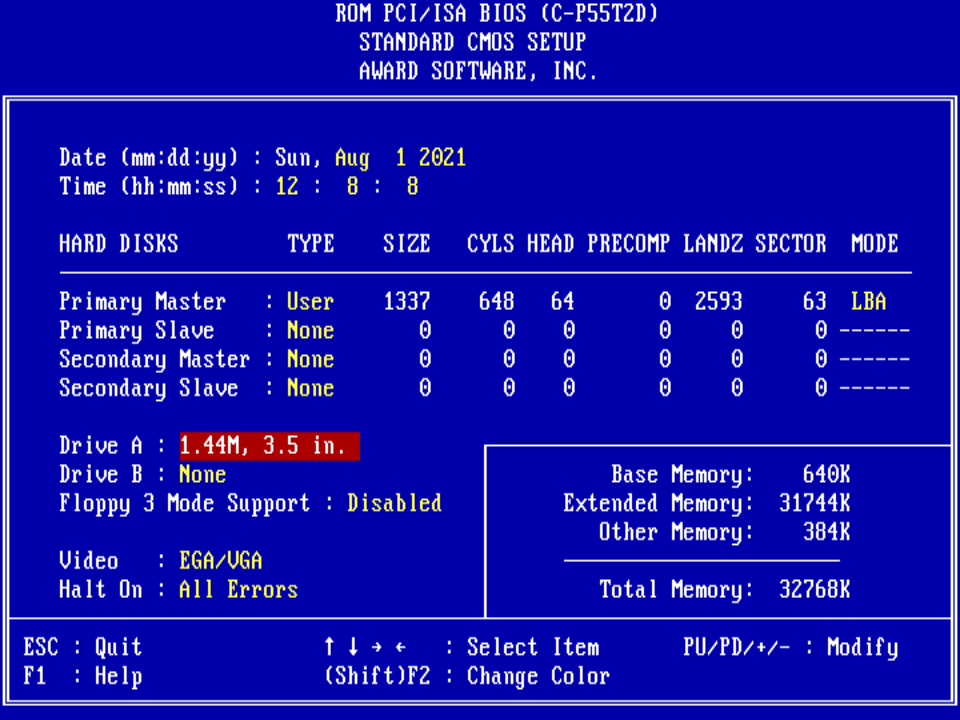 ROM PCI/ISA BIOS (C-P55T2D)
STANDARD CMOS SETUP
AWARD SOFTWARE, INC.
Date (mm:dd:yy) : Sun, Aug  1 2021
Time (hh:mm:ss) : 12 :  8 :  8
HARD DISKS TYPE SIZE CYLS HEAD PRECOMP LANDZ SECTOR MODE
Primary Master : User 1337 648 64 0 2593 63 LBA
Primary Slave : None 0 0 0 0 0 0 ------
Secondary Master : None 0 0 0 0 0 0 ------
Secondary Slave : None 0 0 0 0 0 0 ------
Drive A : 1.44M, 3.5 in.
Drive B : None
Floppy 3 Mode Support : Disabled
Video : EGA/VGA
Halt On : All Errors
Base Memory: 640K
Extended Memory: 31744K
Other Memory: 384K
Total Memory: 32768K
ESC : Quit ↑ ↓ → ← : Select Item PU/PD/+/- : Modify
F1 : Help (Shift)F2 : Change Color